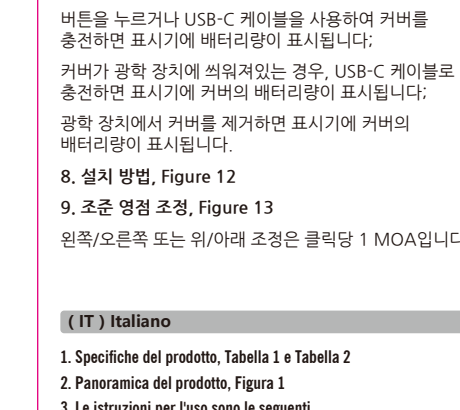 버튼을 누르거나 USB-C 케이블을 사용하여 커버를
충전하면 표시기에 배터리량이 표시됩니다;
커버가 광학 장치에 씌워져있는 경우, USB-C 케이블로
충전하면 표시기에 커버의 배터리량이 표시됩니다;
광학 장치에서 커버를 제거하면 표시기에 커버의
배터리량이 표시됩니다.
8. 설치 방법, Figure 12
9. 조준 영점 조정, Figure 13
왼쪽/오른쪽 또는 위/아래 조정은 클릭당 1 MOA입니
( IT ) Italiano
1. Specifiche del prodotto, Tabella 1 e Tabella 2
2. Panoramica del prodotto, Figura 1
3. Le istruzioni per l'uso sono le seguenti